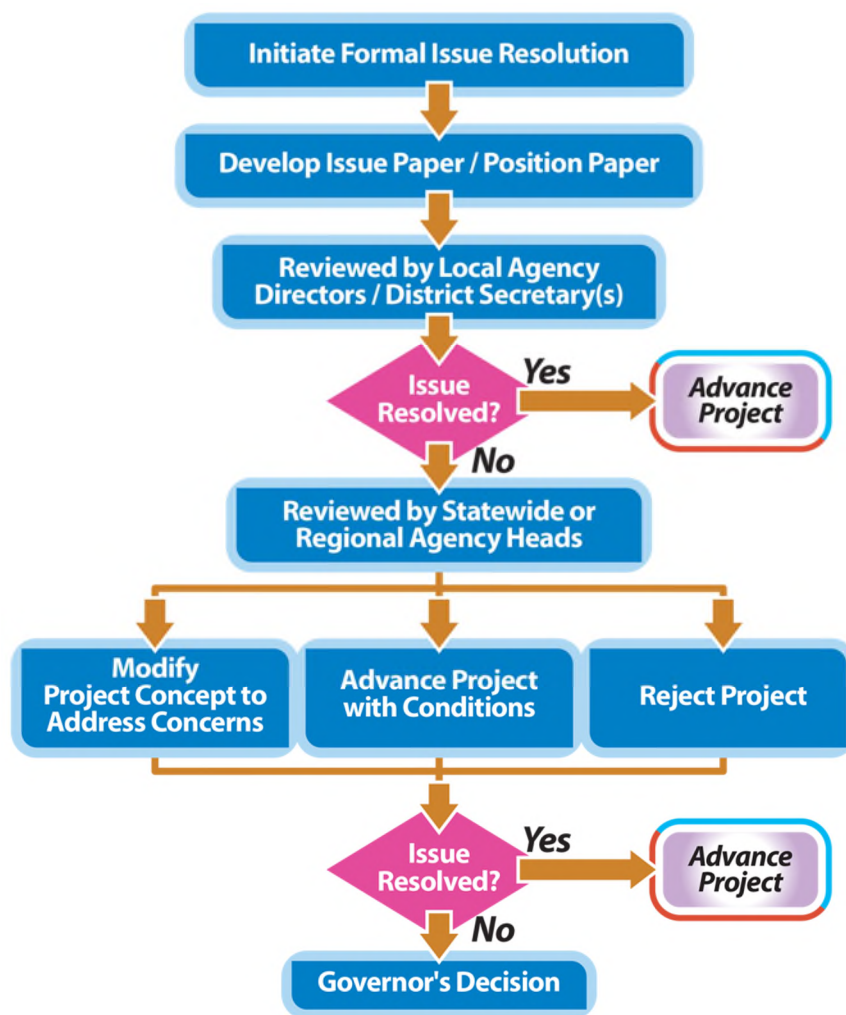 Initiate Formal Issue Resolution
Develop Issue Paper / Position Paper
Reviewed by Local Agency
Directors / District Secretary(s)
Issue
Resolved?
Yes
Advance
Project
No
Reviewed by Statewide or
Regional Agency Heads
Modify
Project Concept to
Address Concerns
Advance Project
with Conditions
Reject Project
Issue
Resolved?
Yes
Advance
Project
No
Governor's Decision